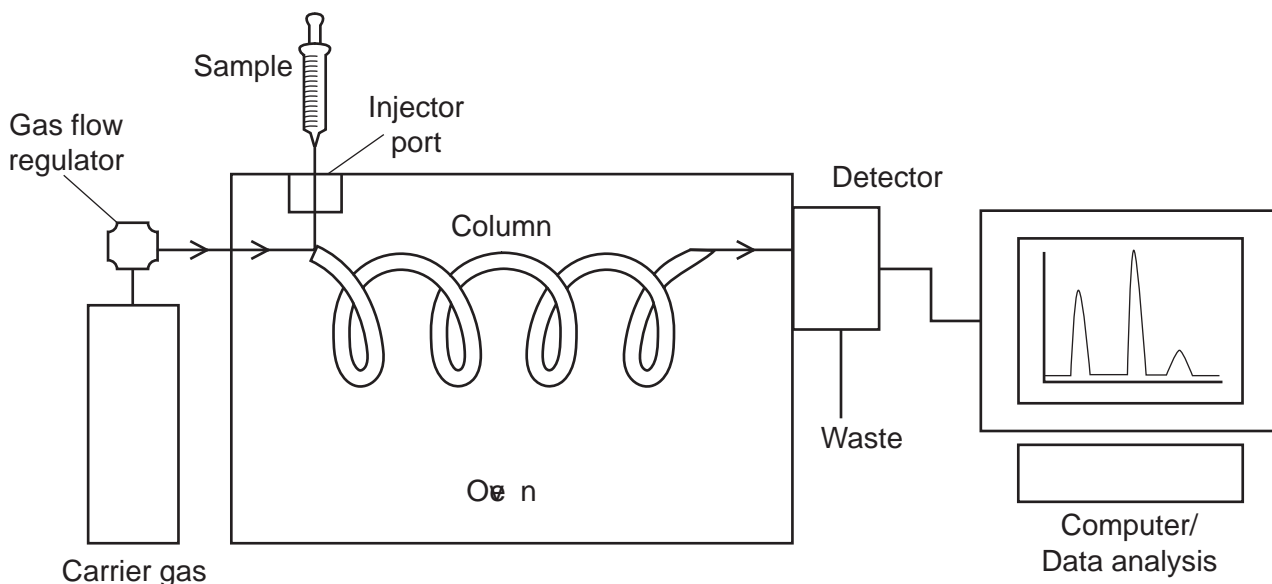 Sample
Injector
port
Gas flow
regulator
Detector
Column
Waste
Oven
Computer/
Data analysis
Carrier gas